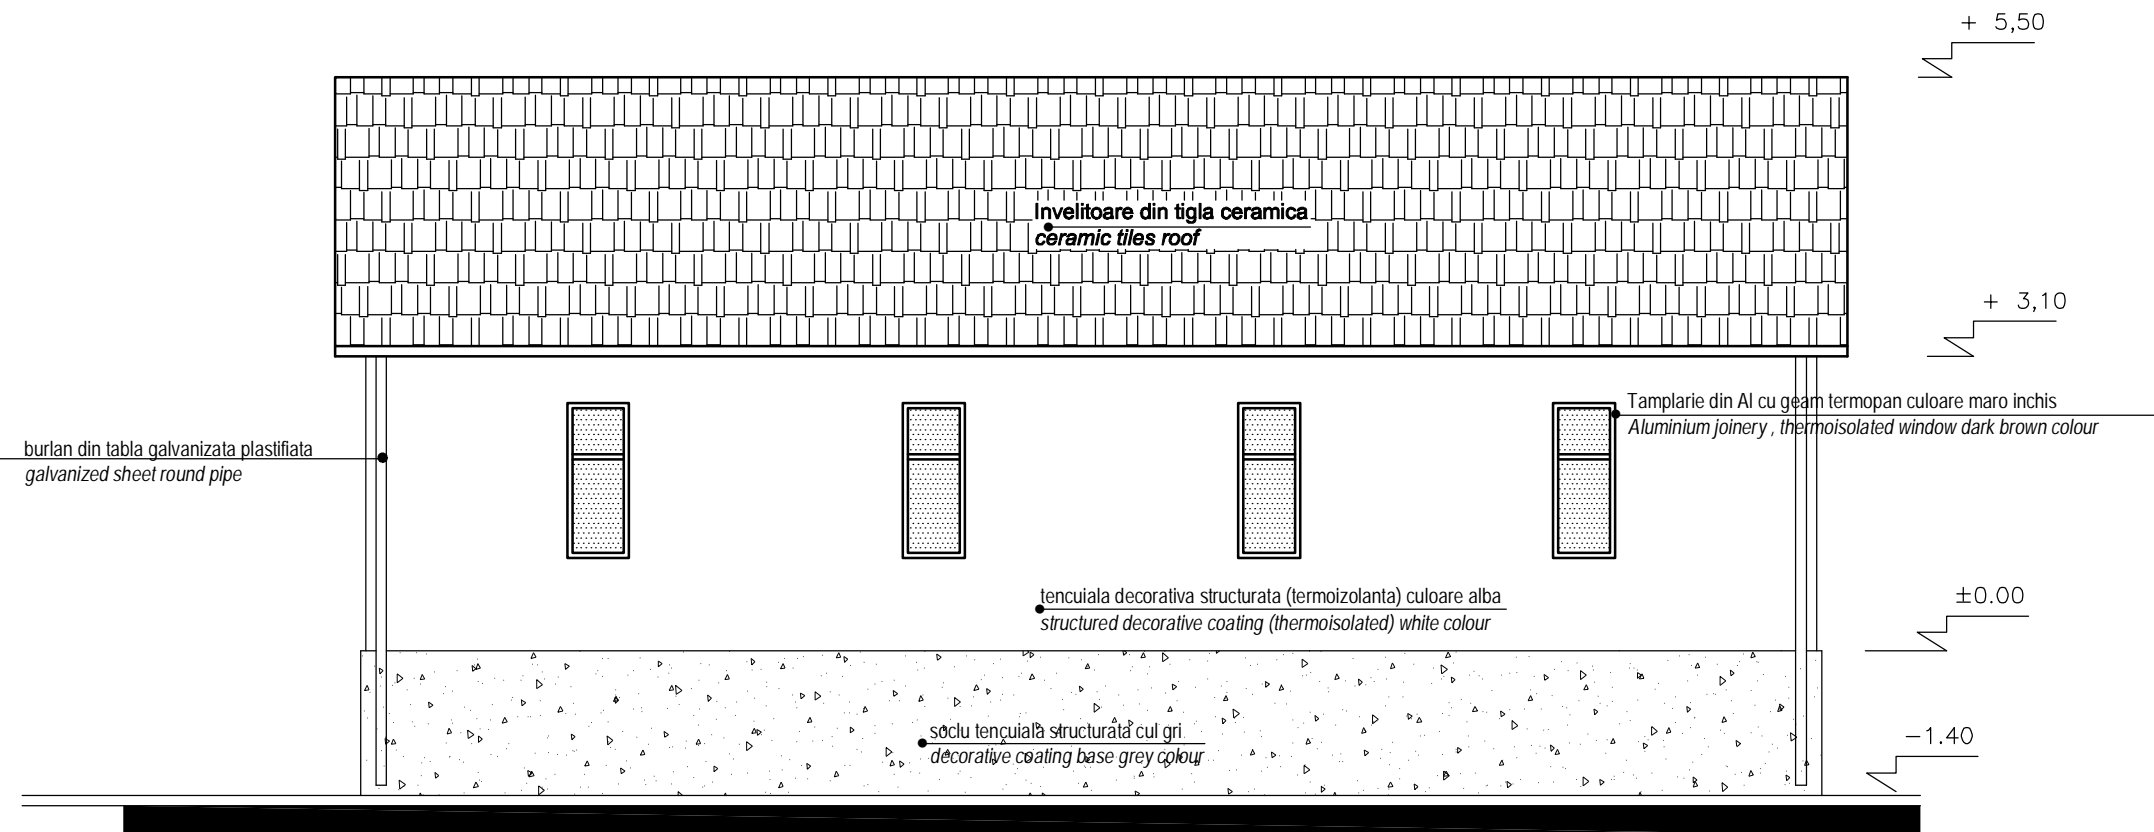 + 5,50
Invelitoare din tigla ceramica
ceramic tiles roof
+ 3,10
Tamplarie din Al cu geam termopan culoare maro inchis
Aluminium joinery , thermoisolated window dark brown colour
burlan din tabla galvanizata plastifiata
galvanized sheet round pipe
tencuiala decorativa structurata (termoizolanta) culoare alba
structured decorative coating (thermoisolated) white colour
±0.00
soclu tencuiala structurata cul gri
decorative coating base grey colour
-1.40